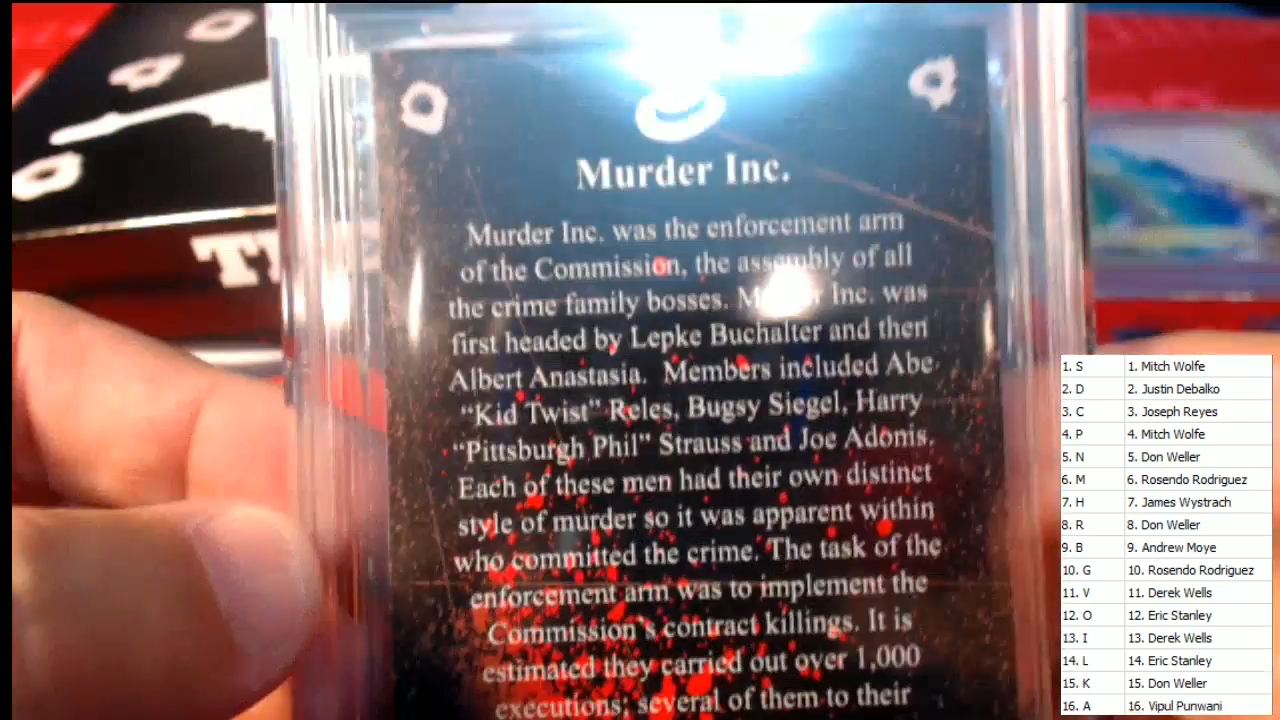 Murder Inc.
Murder Inc. was the enforcement arm
of the Commission, the assembly of all
the crime family bosses. Inc. was
first headed by Lepke Buchalter and then
Albert Anastasia. Members included Abe
“Kid Twist” Reles, Bugsy Siegel, Harry
“Pittsburgh Phil” Strauss and Joe Adonis.
Each of these men had their own distinct
style of murder so it was apparent within
who committed the crime. The task of the
enforcement arm was to implement the
Commission's contract killings. It is
estimated they carried out over 1,000
executions; several of them to their
1. S 1. Mitch Wolfe
2. D 2. Justin Debalko
3. C 3. Joseph Reyes
4. P 4. Mitch Wolfe
5. N 5. Don Weller
6. M 6. Rosendo Rodriguez
7. H 7. James Wystrach
8. R 8. Don Weller
9. B 9. Andrew Moye
10. G 10. Rosendo Rodriguez
11. V 11. Derek Wells
12. O 12. Eric Stanley
13. I 13. Derek Wells
14. L 14. Eric Stanley
15. K 15. Don Weller
16. A 16. Vipul Punwani